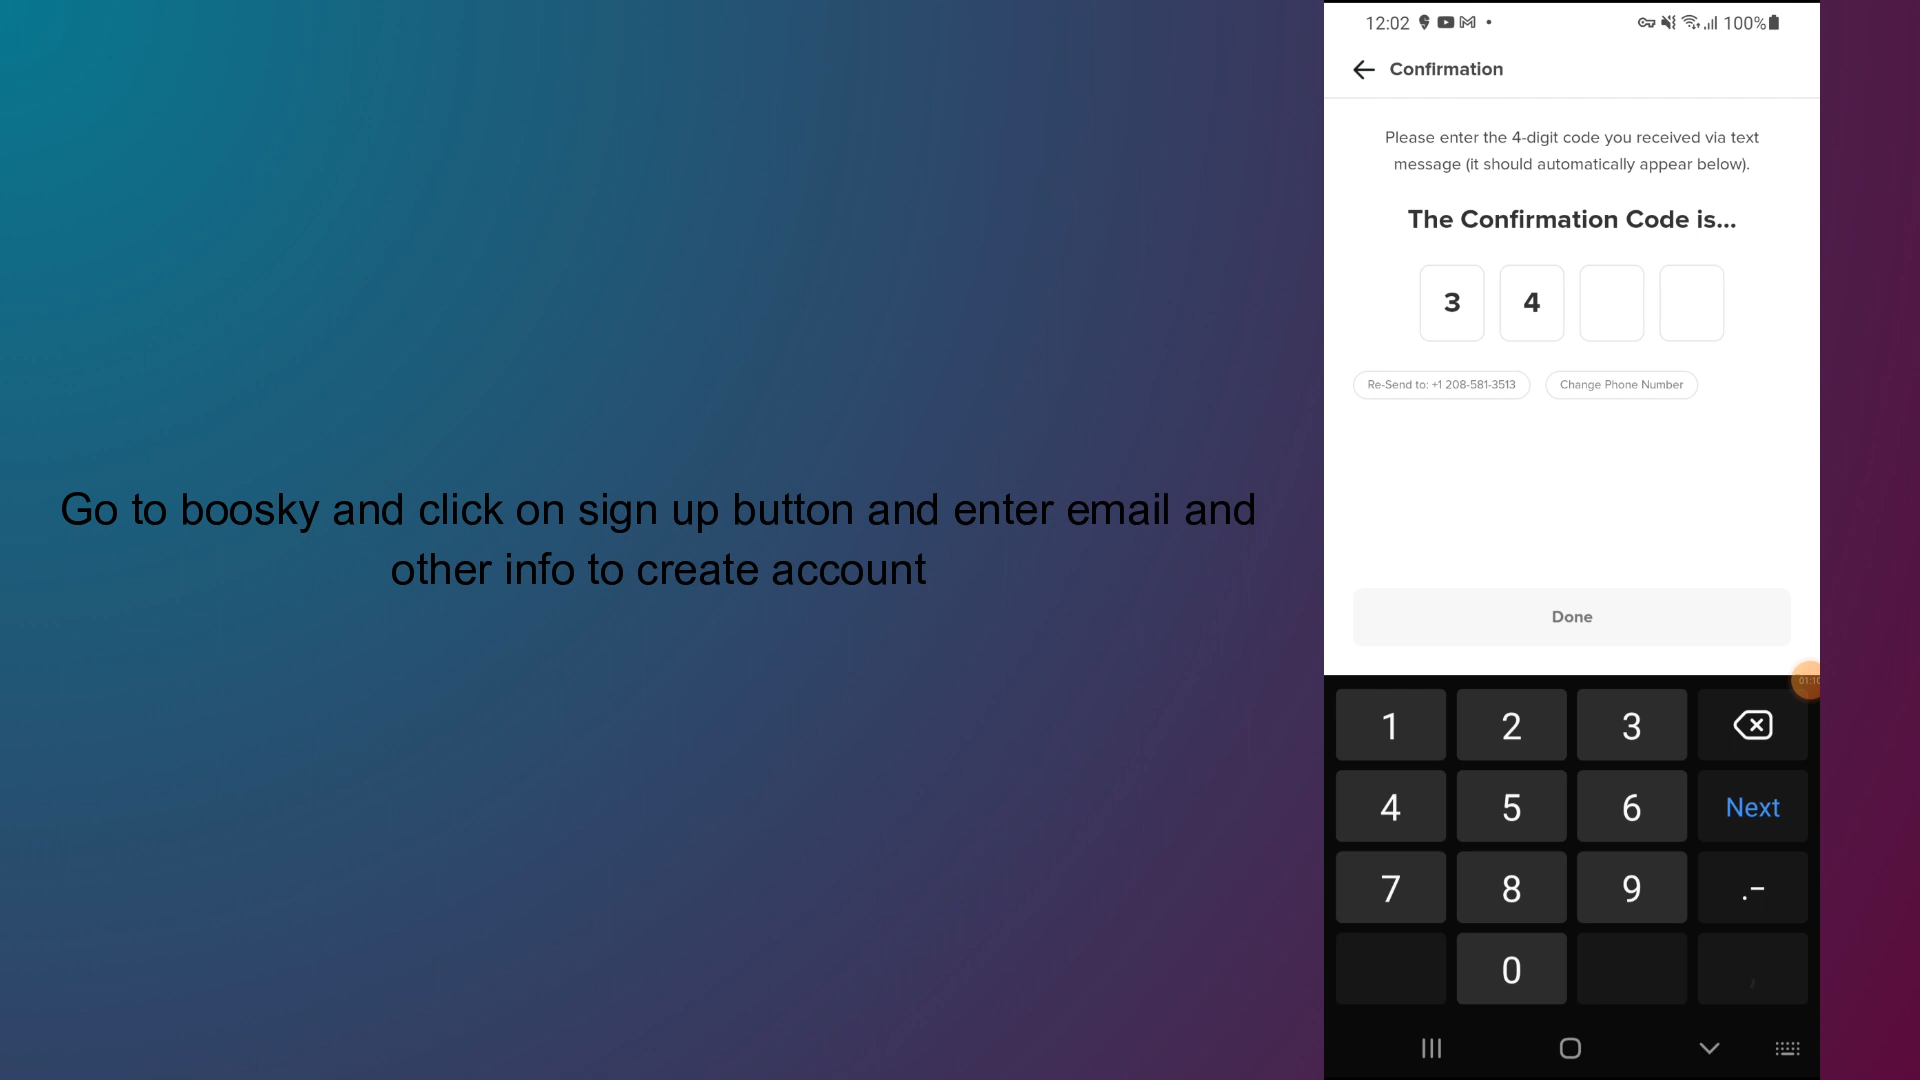 Go to boosky and click on sign up button and enter email and
other info to create account
12:02 100%
Confirmation
Please enter the 4-digit code you received via text
message (it should automatically appear below).
The Confirmation Code is...
3 4
Re-Send to: +1 208-581-3513 Change Phone Number
Done
01:10
1 2 3
4 5 6 Next
7 8 9 .-
0 ,